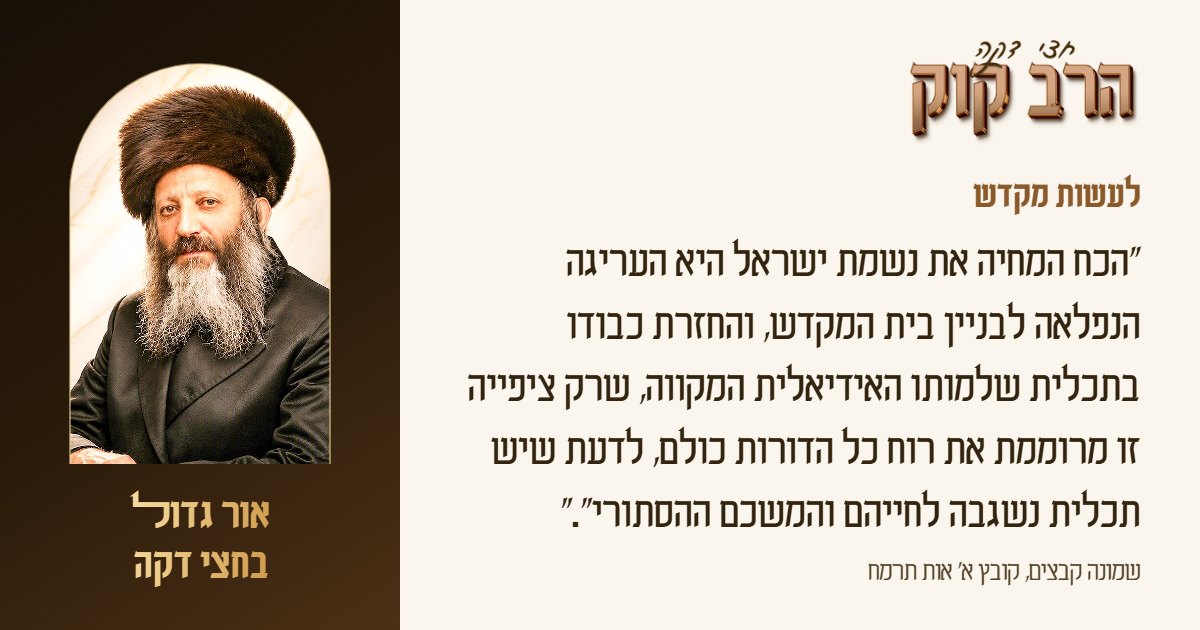 חצי דקה
הרב קוק
לעשות מקדש
"הכח המחיה את נשמת ישראל היא העריגה
הנפלאה לבניין בית המקדש, והחזרת כבודו
בתכלית שלמותו האידיאלית המקווה, שרק ציפייה
זו מרוממת את רוח כל הדורות כולם, לדעת שיש
תכלית נשגבה לחייהם והמשכם ההסתורי"."
שמונה קבצים, קובץ א' אות תרמח
אור גדול
בחצי דקה